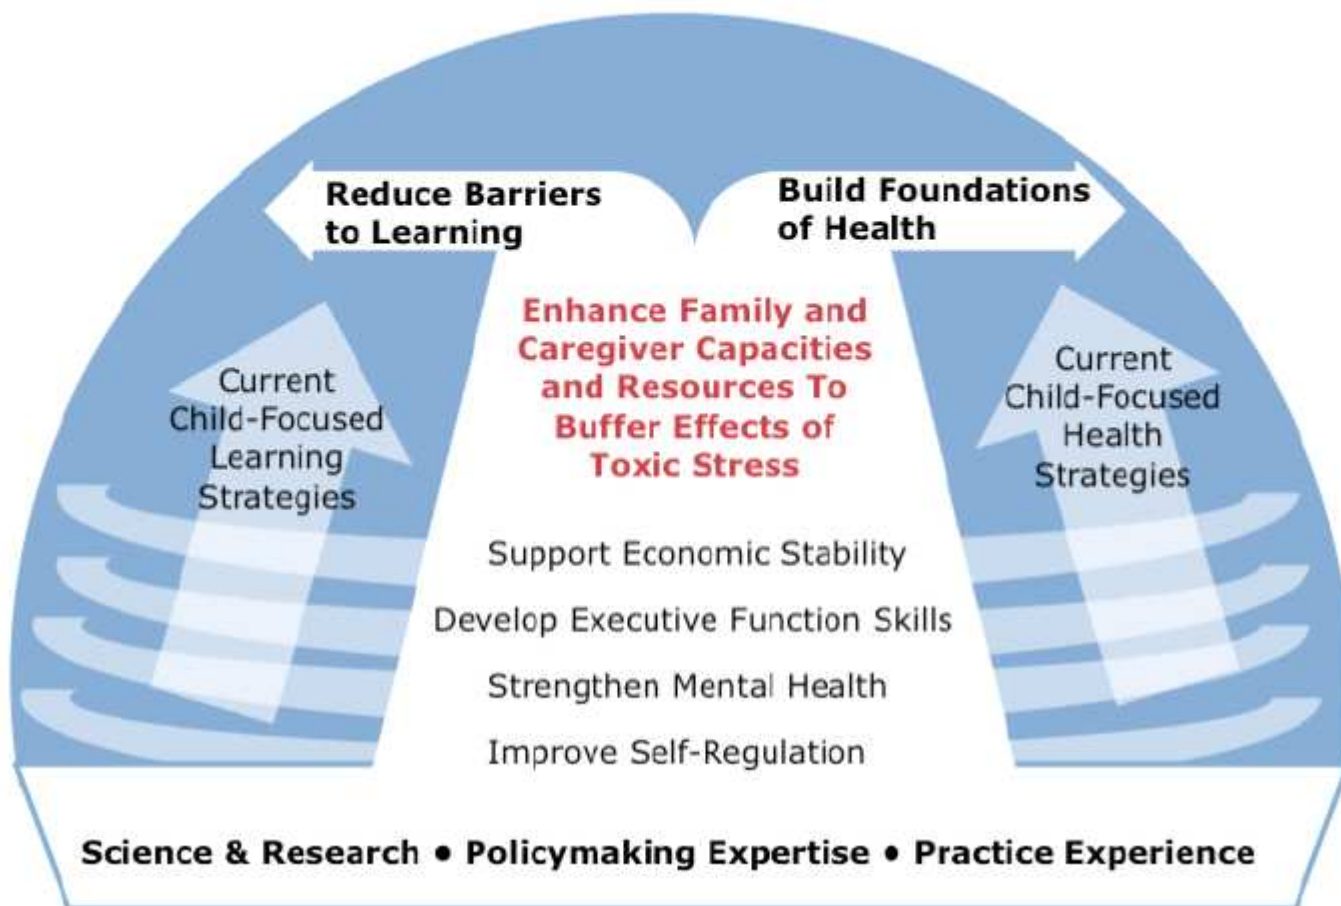 Reduce Barriers
to Learning
Build Foundations
of Health
Enhance Family and
Caregiver Capacities
and Resources To
Buffer Effects of
Toxic Stress
Current
Child-Focused
Learning
Strategies
Current
Child-Focused
Health
Strategies
Support Economic Stability
Develop Executive Function Skills
Strengthen Mental Health
Improve Self-Regulation
Science & Research • Policymaking Expertise • Practice Experience